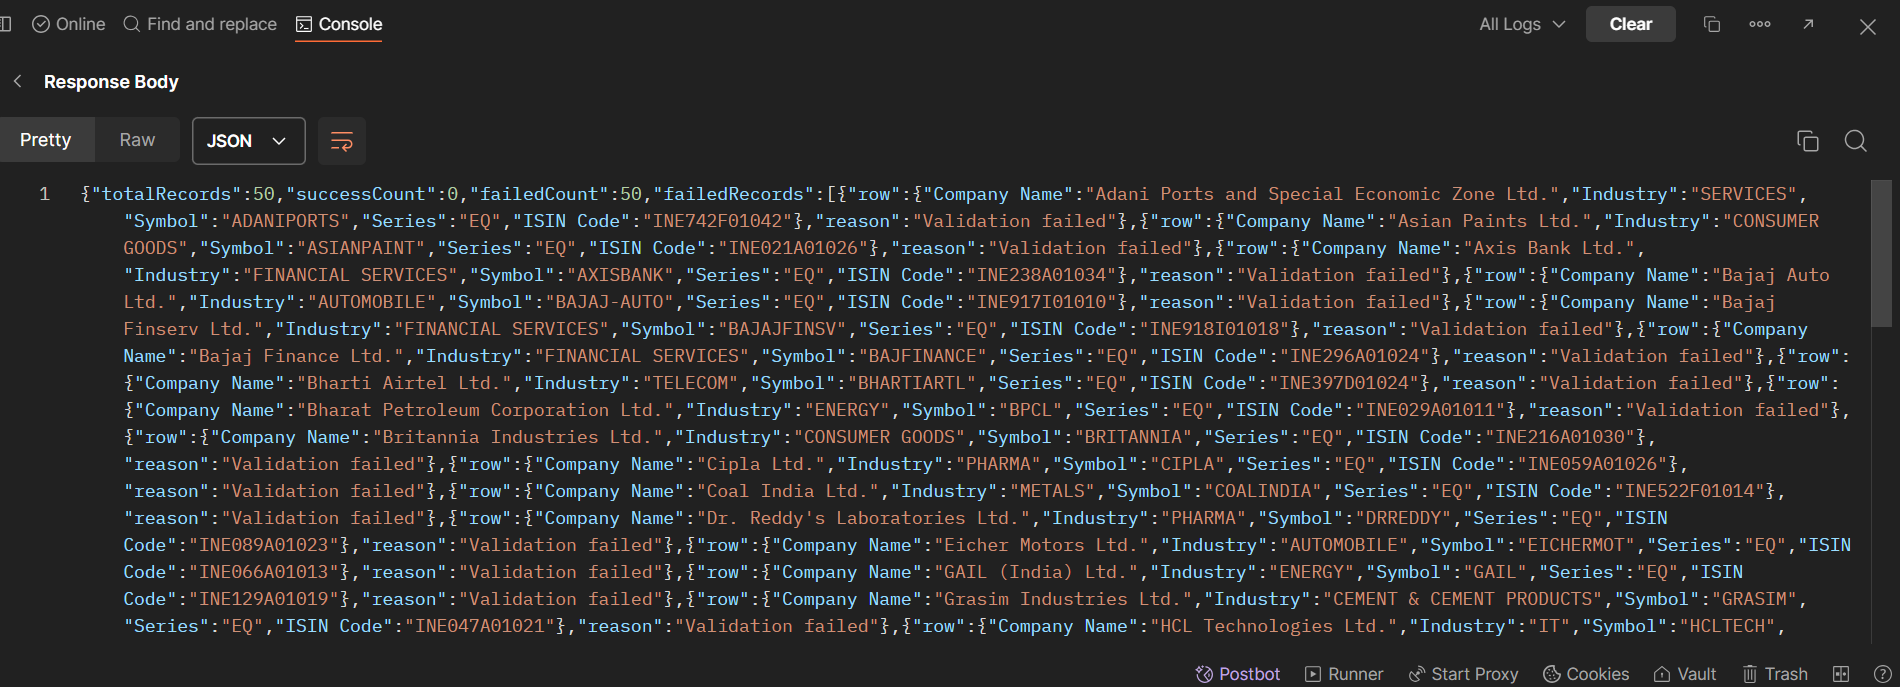 Online Find and replace Console All Logs Clear
Response Body
Pretty Raw JSON
1 {"totalRecords":50,"successCount":0,"failedCount":50,"failedRecords":[{"row":{"Company Name":"Adani Ports and Special Economic Zone Ltd.","Industry":"SERVICES",
"Symbol":"ADANIPORTS","Series":"EQ","ISIN Code":"INE742F01042"},"reason":"Validation failed"},{"row":{"Company Name":"Asian Paints Ltd.","Industry":"CONSUMER
GOODS","Symbol":"ASIANPAINT","Series":"EQ","ISIN Code":"INE021A01026"},"reason":"Validation failed"},{"row":{"Company Name":"Axis Bank Ltd.",
"Industry":"FINANCIAL SERVICES","Symbol":"AXISBANK","Series":"EQ","ISIN Code":"INE238A01034"},"reason":"Validation failed"},{"row":{"Company Name":"Bajaj Auto
Ltd.","Industry":"AUTOMOBILE","Symbol":"BAJAJ-AUTO","Series":"EQ","ISIN Code":"INE917I01010"},"reason":"Validation failed"},{"row":{"Company Name":"Bajaj
Finserv Ltd.","Industry":"FINANCIAL SERVICES","Symbol":"BAJAJFINSV","Series":"EQ","ISIN Code":"INE918I01018"},"reason":"Validation failed"},{"row":{"Company
Name":"Bajaj Finance Ltd.","Industry":"FINANCIAL SERVICES","Symbol":"BAJFINANCE","Series":"EQ","ISIN Code":"INE296A01024"},"reason":"Validation failed"},{"row":
{"Company Name":"Bharti Airtel Ltd.","Industry":"TELECOM","Symbol":"BHARTIARTL","Series":"EQ","ISIN Code":"INE397D01024"},"reason":"Validation failed"},{"row":
{"Company Name":"Bharat Petroleum Corporation Ltd.","Industry":"ENERGY","Symbol":"BPCL","Series":"EQ","ISIN Code":"INE029A01011"},"reason":"Validation failed"},
{"row":{"Company Name":"Britannia Industries Ltd.","Industry":"CONSUMER GOODS","Symbol":"BRITANNIA","Series":"EQ","ISIN Code":"INE216A01030"},
"reason":"Validation failed"},{"row":{"Company Name":"Cipla Ltd.","Industry":"PHARMA","Symbol":"CIPLA","Series":"EQ","ISIN Code":"INE059A01026"},
"reason":"Validation failed"},{"row":{"Company Name":"Coal India Ltd.","Industry":"METALS","Symbol":"COALINDIA","Series":"EQ","ISIN Code":"INE522F01014"},
"reason":"Validation failed"},{"row":{"Company Name":"Dr. Reddy's Laboratories Ltd.","Industry":"PHARMA","Symbol":"DRREDDY","Series":"EQ","ISIN
Code":"INE089A01023"},"reason":"Validation failed"},{"row":{"Company Name":"Eicher Motors Ltd.","Industry":"AUTOMOBILE","Symbol":"EICHERMOT","Series":"EQ","ISIN
Code":"INE066A01013"},"reason":"Validation failed"},{"row":{"Company Name":"GAIL (India) Ltd.","Industry":"ENERGY","Symbol":"GAIL","Series":"EQ","ISIN
Code":"INE129A01019"},"reason":"Validation failed"},{"row":{"Company Name":"Grasim Industries Ltd.","Industry":"CEMENT & CEMENT PRODUCTS","Symbol":"GRASIM",
"Series":"EQ","ISIN Code":"INE047A01021"},"reason":"Validation failed"},{"row":{"Company Name":"HCL Technologies Ltd.","Industry":"IT","Symbol":"HCLTECH",
Postbot Runner Start Proxy Cookies Vault Trash